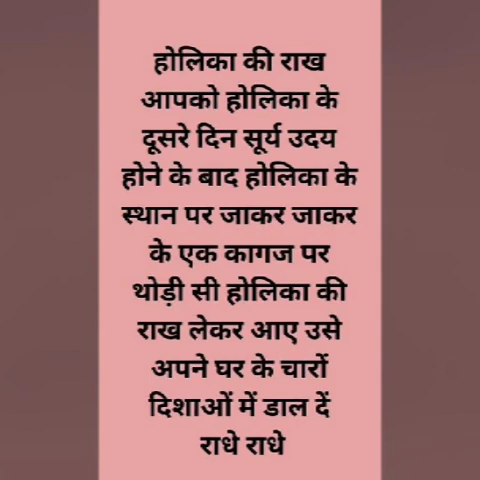 होलिका की राख
आपको होलिका के
दूसरे दिन सूर्य उदय
होने के बाद होलिका के
स्थान पर जाकर जाकर
के एक कागज पर
थोड़ी सी होलिका की
राख लेकर आए उसे
अपने घर के चारों
दिशाओं में डाल दें
राधे राधे